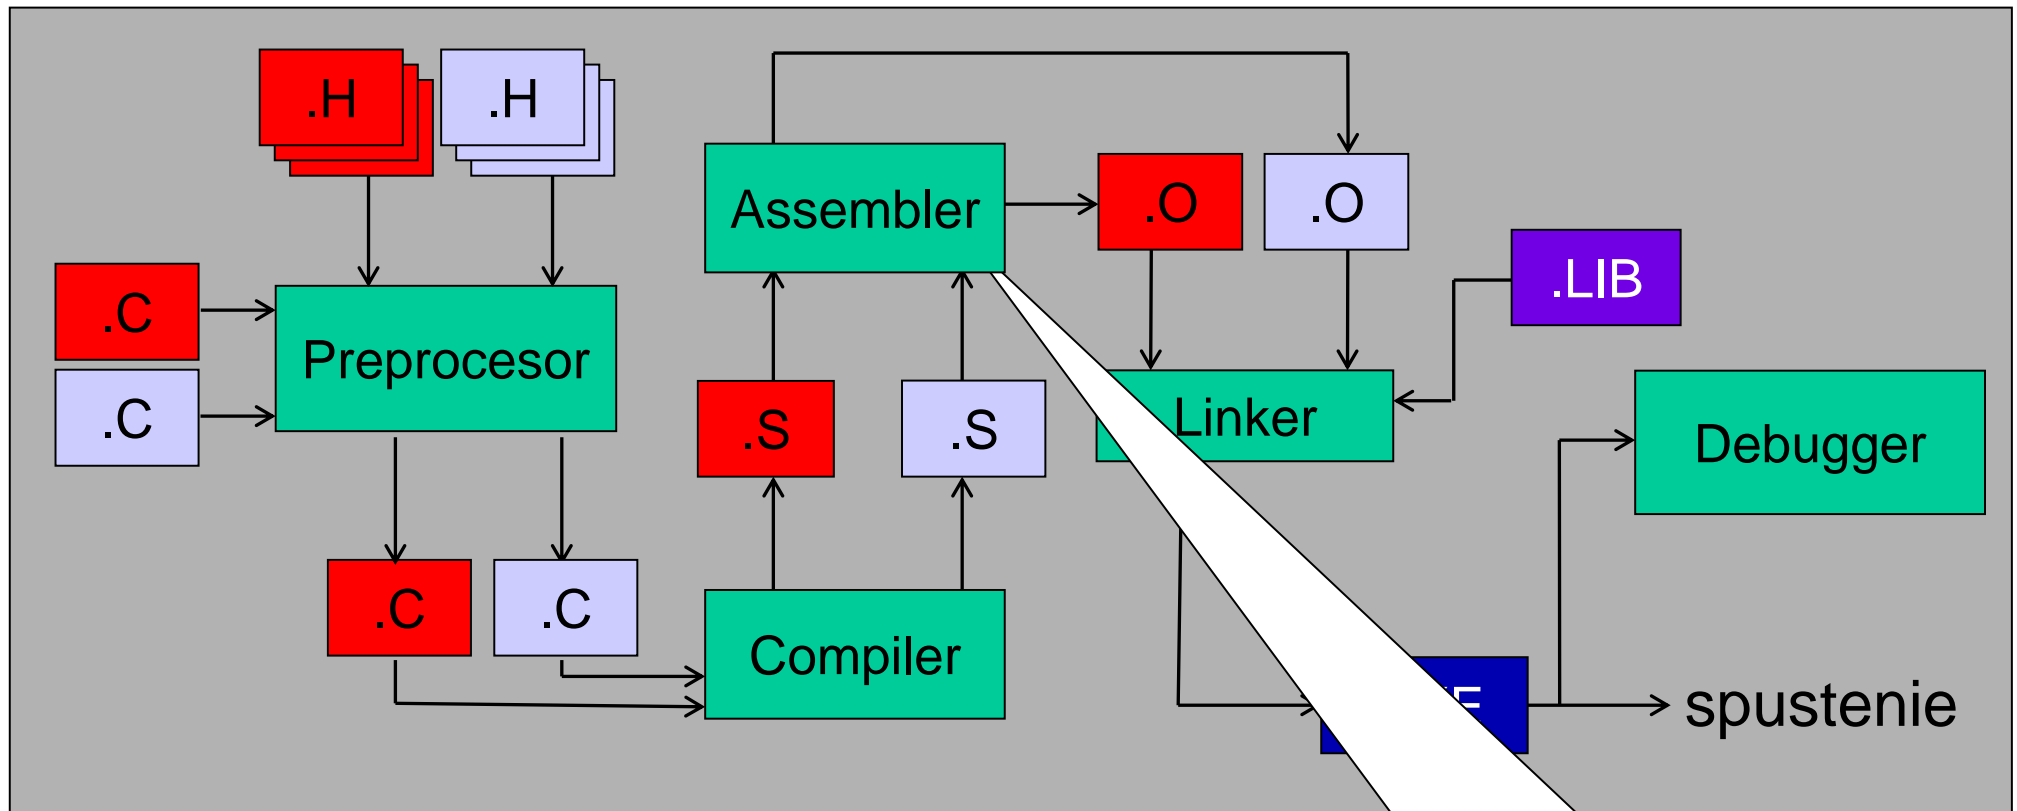 .H
.H
.C
.C
Preprocesor
.C
.C
Assembler
.S
.S
Compiler
.O
.O
.LIB
Linker
Debugger
spustenie